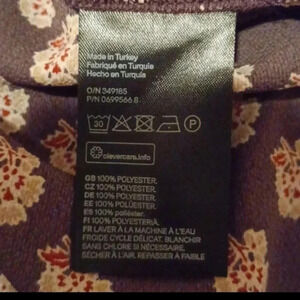 Made in Turkey
Fabriqué en Turquie
Hecho en Turquía
O/N 349185
P/N 0699566.8
30
clevercare.info
GB 100% POLYESTER.
CZ 100% POLYESTER.
DE 100% POLYESTER.
EE 100% POLÜESTER.
ES 100% poliéster.
FI 100% POLYESTERIA.
FR LAVER À LA MACHINE À L'EAU
FROIDE CYCLE DÉLICAT. BLANCHIR
SANS CHLORE SI NÉCESSAIRE.
SÉCHER À L'AIR. REPASSER À FAIBLE